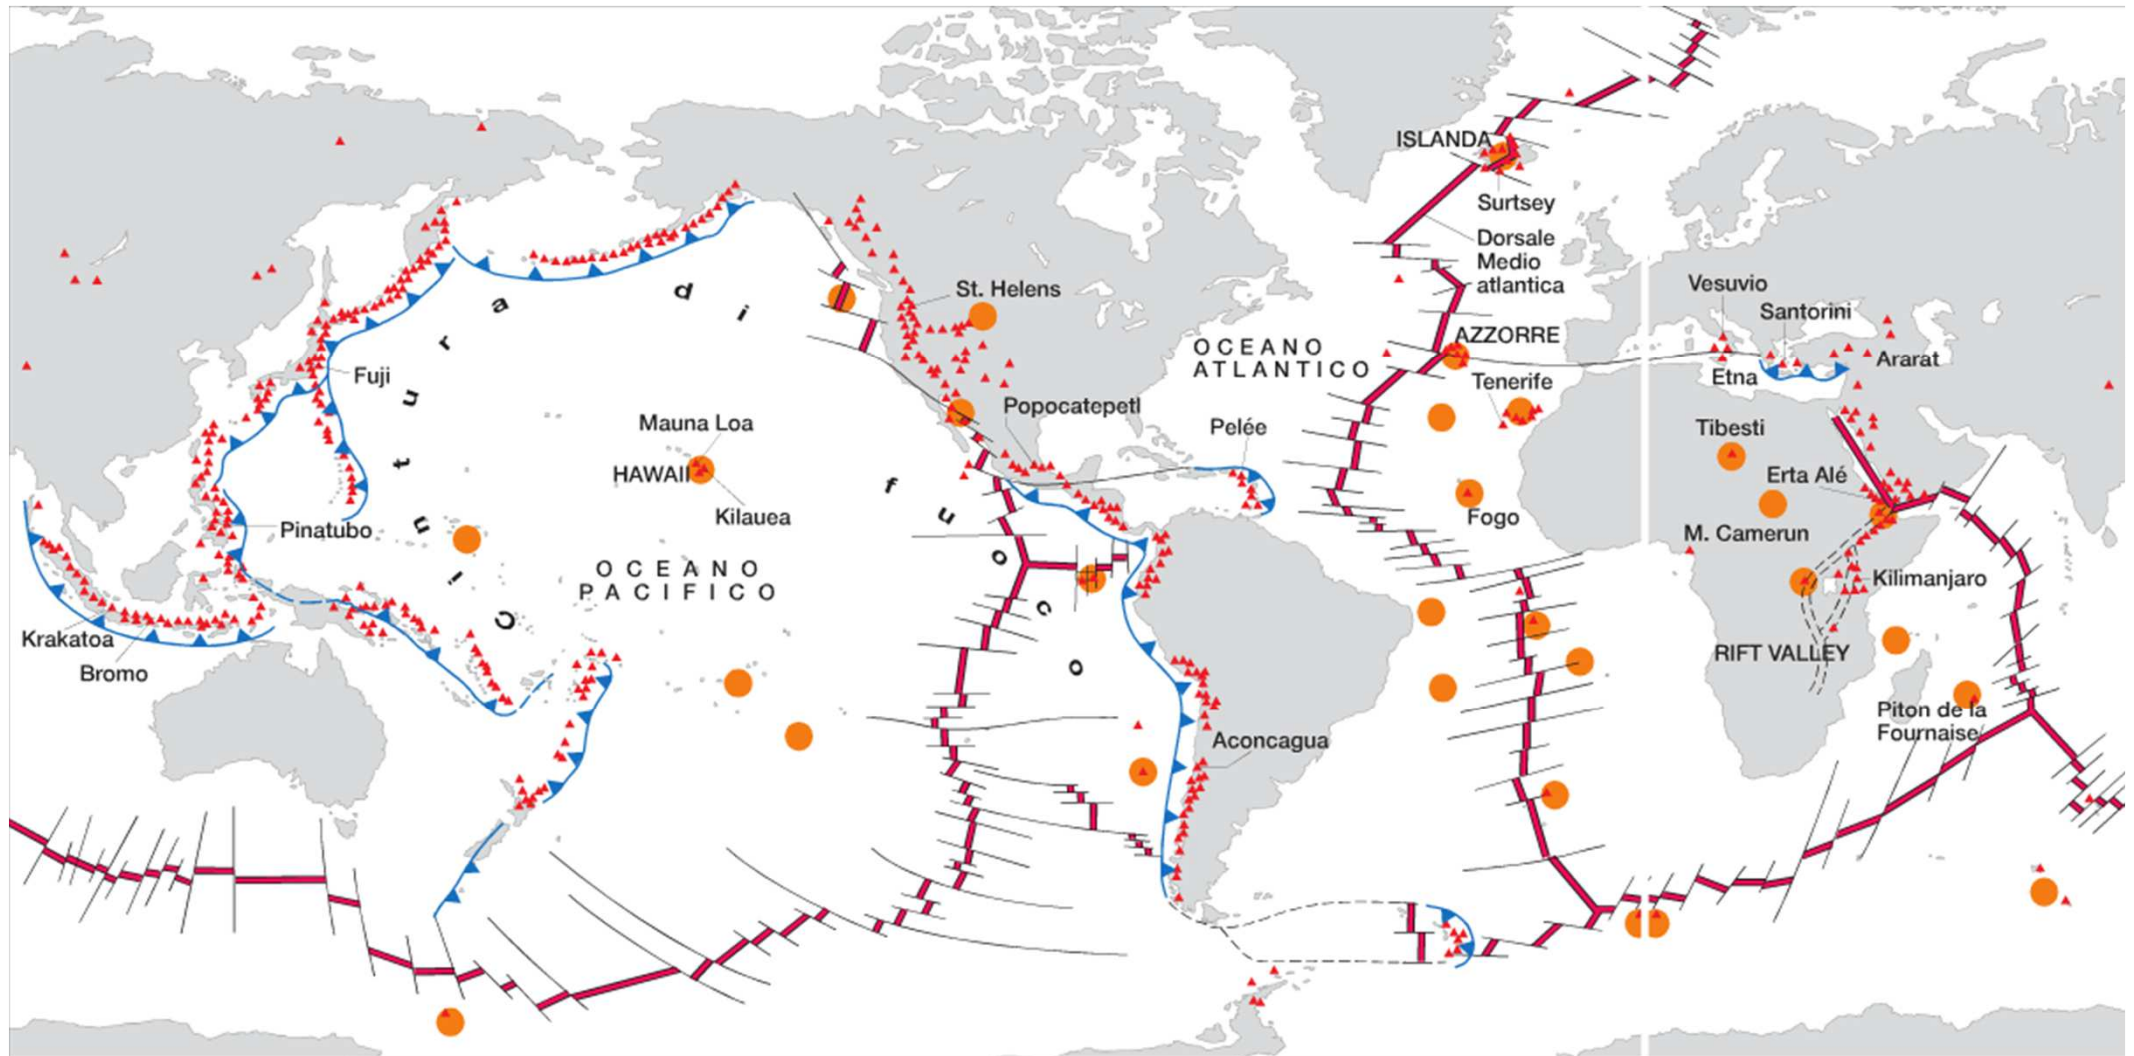 ISLANDA
Surtsey
Dorsale
Medio
atlantica
Cintura di fuoco
St. Helens
Vesuvio
Santorini
OCEANO
ATLANTICO
AZZORRE
Ararat
Fuji
Etna
Tenerife
Popocatepetl
Mauna Loa
Pelée
Tibesti
HAWAII
Erta Alé
Kilauea
Fogo
Pinatubo
M. Camerun
OCEANO
PACIFICO
Kilimanjaro
Krakatoa
RIFT VALLEY
Bromo
Piton de la
Fournaise
Aconcagua